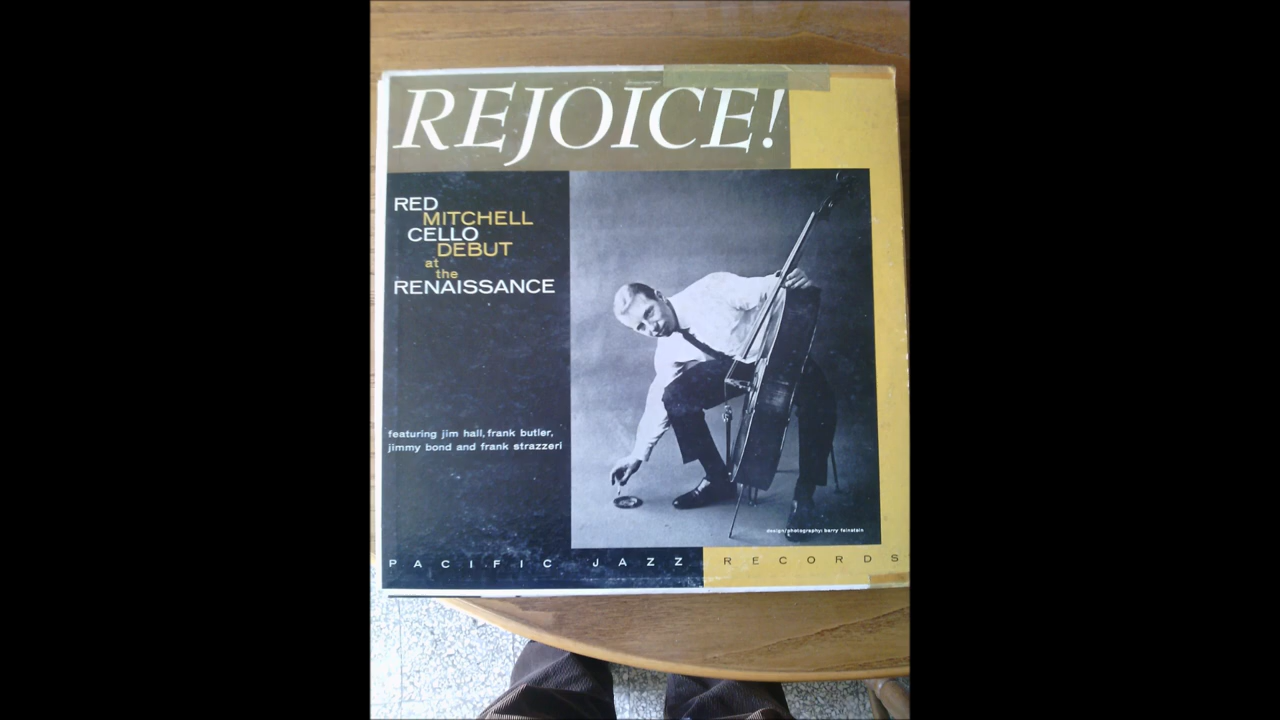 REJOICE!
RED
MITCHELL
CELLO
DEBUT
at
the
RENAISSANCE
featuring jim hall, frank butler,
jimmy bond and frank strazzeri
design/photography: barry feinstein
PACIFIC JAZZ RECORDS